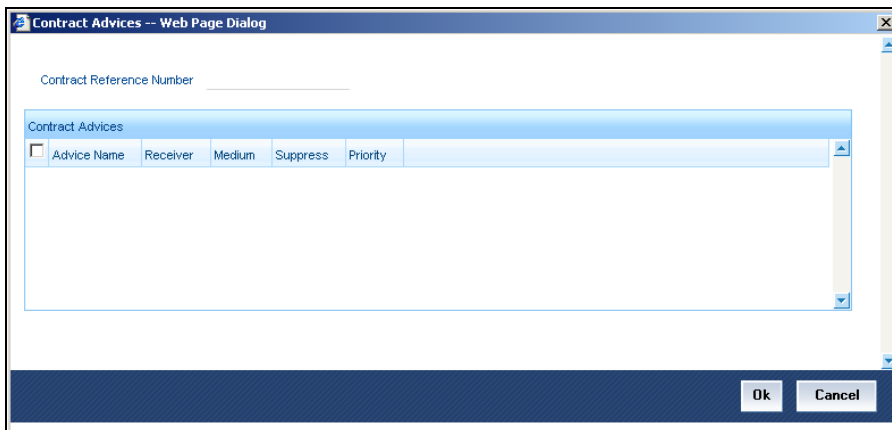 Contract Advices -- Web Page Dialog
Contract Reference Number
Contract Advices
Advice Name Receiver Medium Suppress Priority
Ok Cancel